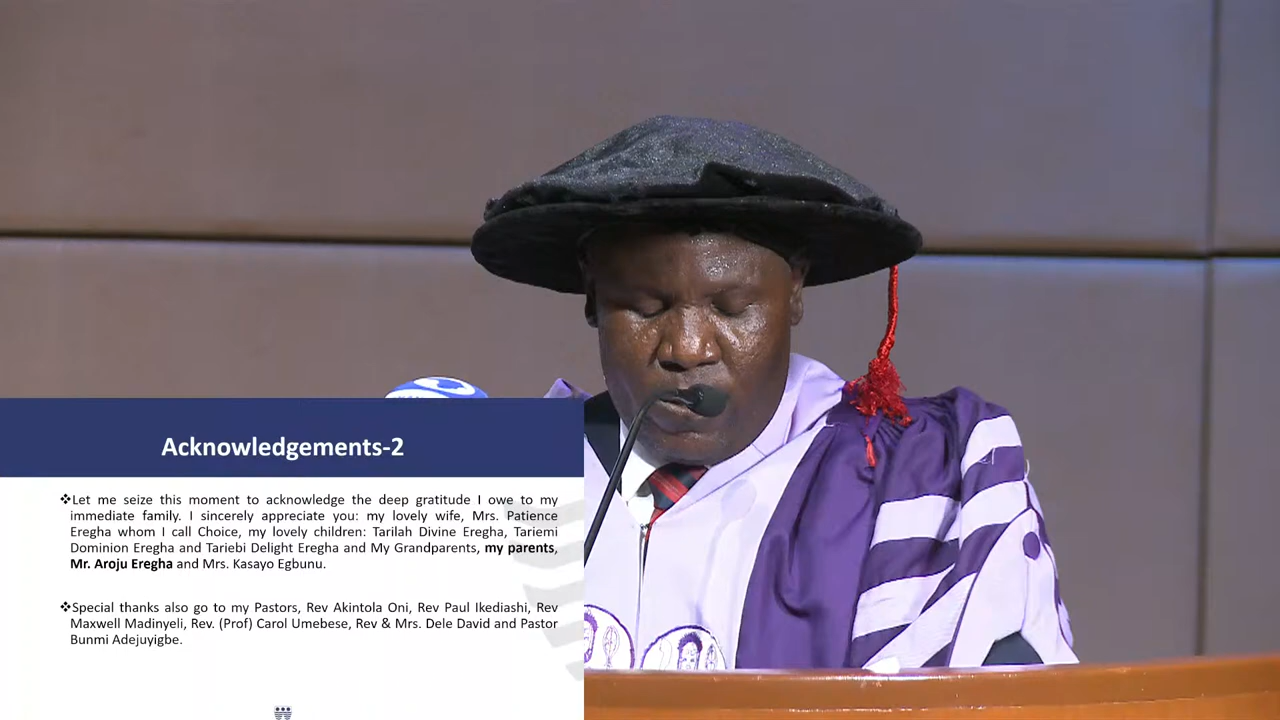 Acknowledgements-2
❖Let me seize this moment to acknowledge the deep gratitude I owe to my
immediate family. I sincerely appreciate you: my lovely wife, Mrs. Patience
Eregha whom I call Choice, my lovely children: Tarilah Divine Eregha, Tariemi
Dominion Eregha and Tariebi Delight Eregha and My Grandparents, my parents,
Mr. Aroju Eregha and Mrs. Kasayo Egbunu.
❖Special thanks also go to my Pastors, Rev Akintola Oni, Rev Paul Ikediashi, Rev
Maxwell Madinyeli, Rev. (Prof) Carol Umebese, Rev & Mrs. Dele David and Pastor
Bunmi Adejuyigbe.